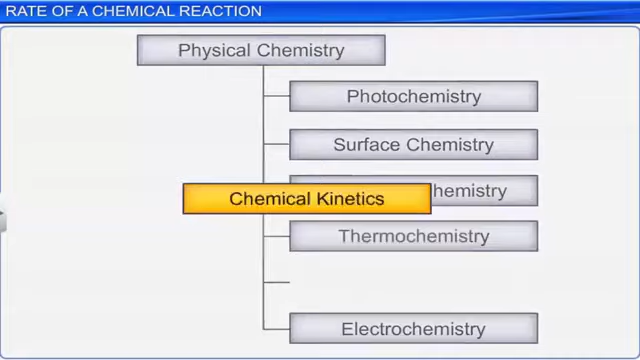 RATE OF A CHEMICAL REACTION
Physical Chemistry
Photochemistry
Surface Chemistry
hemistry
Chemical Kinetics
Thermochemistry
Electrochemistry